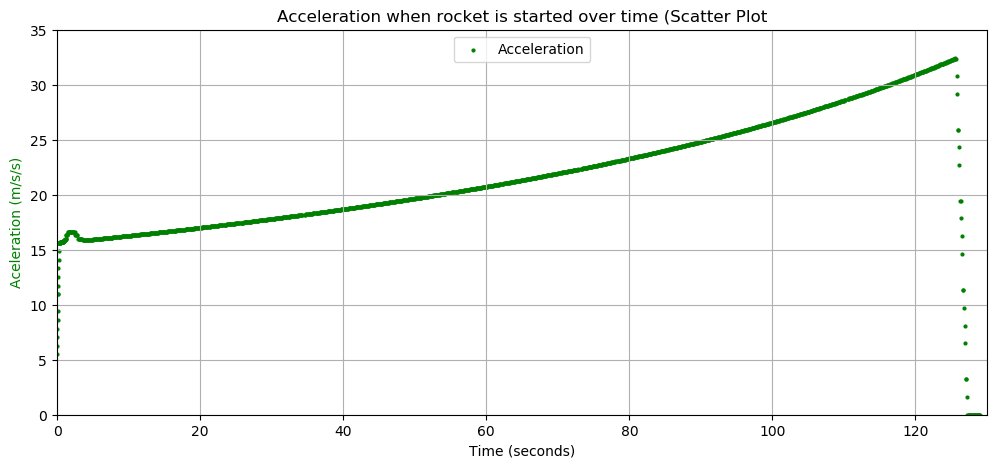 Acceleration when rocket is started over time (Scatter Plot
Acceleration
Aceleration (m/s/s)
35
30
25
20
15
10
5
0
0 20 40 60 80 100 120
Time (seconds)